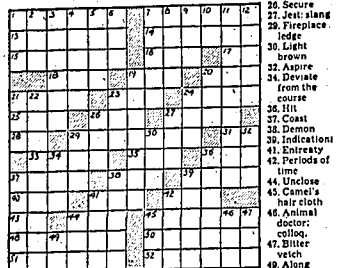 1 2 3 4 5 6 7 8 9 10 11 12
13 14
15 16 17
18 19 20
21 22 23 24
25 26 27
28 29 30 31 32
33 34 35 36
37 38 39
40 41 42
43 44 45 46 47
48 49 50
51 52
26. Secure
27. Jest: slang
29. Fireplace
ledge
30. Light
brown
32. Aspire
34. Deviate
from the
course
36. Hit
37. Coast
38. Demon
39. Indications
41. Entreaty
42. Periods of
time
44. Unclose
45. Camel's
hair cloth
46. Animal
doctor:
colloq.
47. Bitter
vetch
49. Along